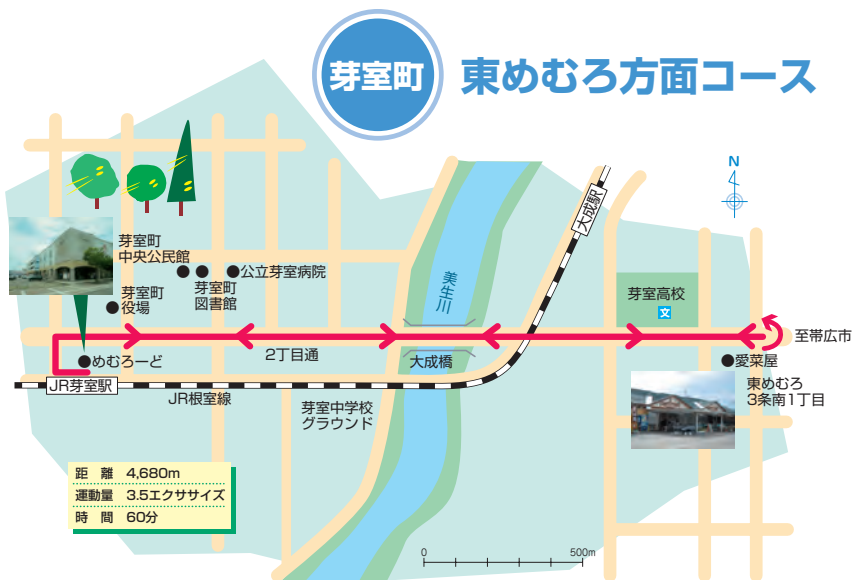 芽室町
東めむろ方面コース
N
大成駅
芽室町
中央公民館
公立芽室病院
芽室町
図書館
芽室町
役場
美生川
芽室高校
文
至帯広市
2丁目通
大成橋
めむろーど
愛菜屋
東めむろ
3条南1丁目
JR芽室駅
JR根室線
芽室中学校
グラウンド
距離 4,680m
運動量 3.5エクササイズ
時間 60分
0 500m